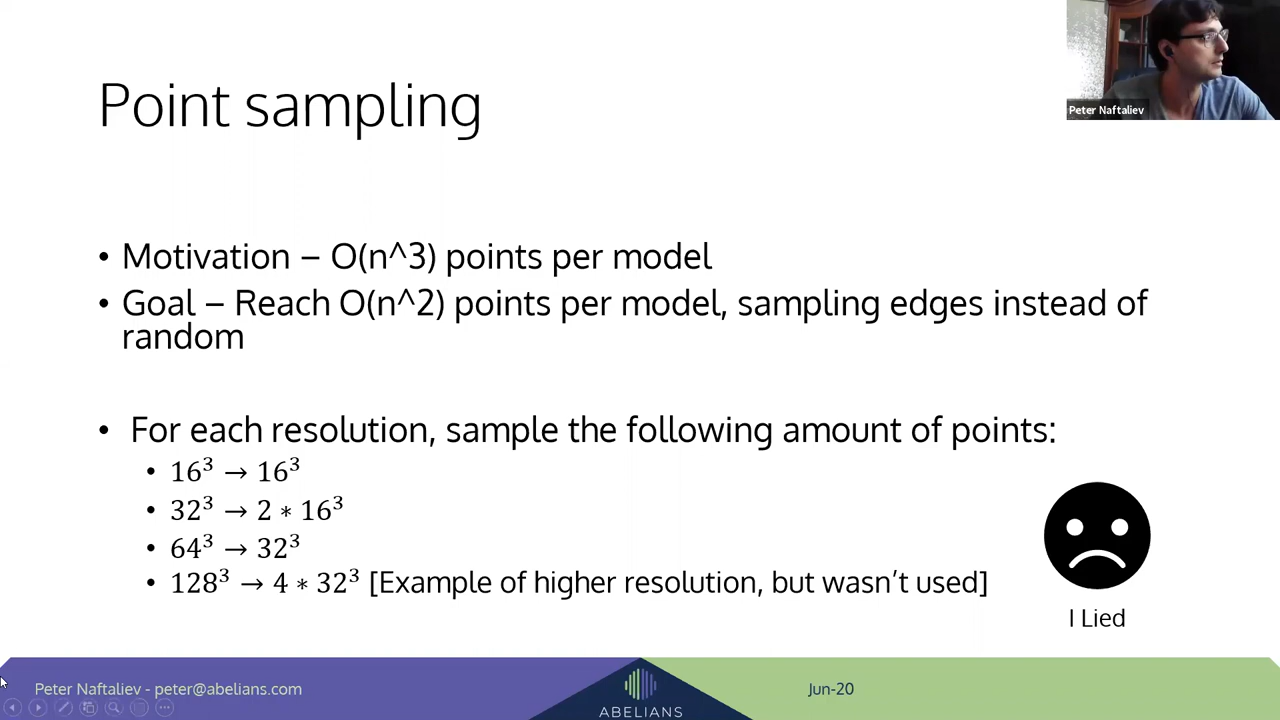 Point sampling
Peter Naftaliev
• Motivation – O(n^3) points per model
• Goal – Reach O(n^2) points per model, sampling edges instead of
random
• For each resolution, sample the following amount of points:
• 16³ → 16³
• 32³ → 2 ∗ 16³
• 64³ → 32³
• 128³ → 4 ∗ 32³ [Example of higher resolution, but wasn’t used]
I Lied
Peter Naftaliev - peter@abelians.com
ABELIANS
Jun-20